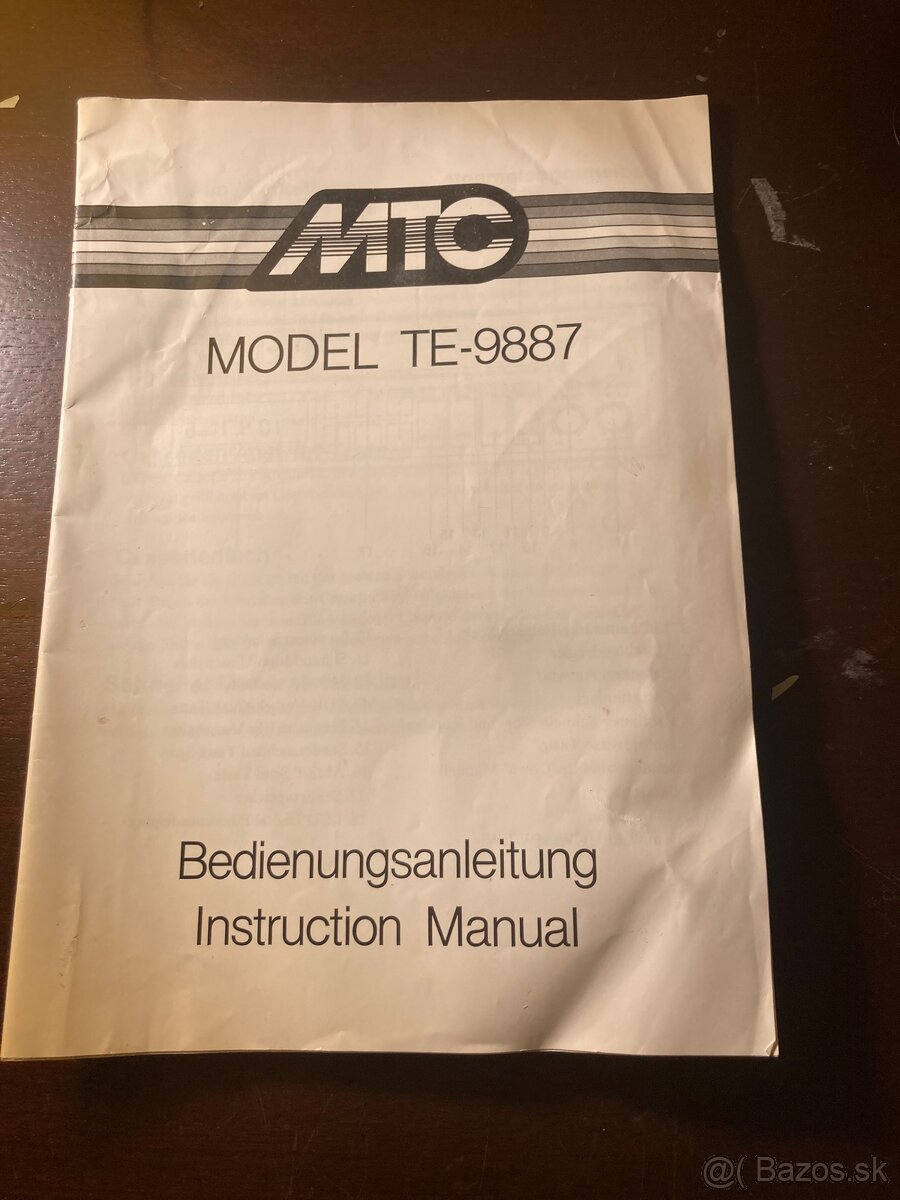 MTC
MODEL TE-9887
Bedienungsanleitung
Instruction Manual
@( Bazos.sk